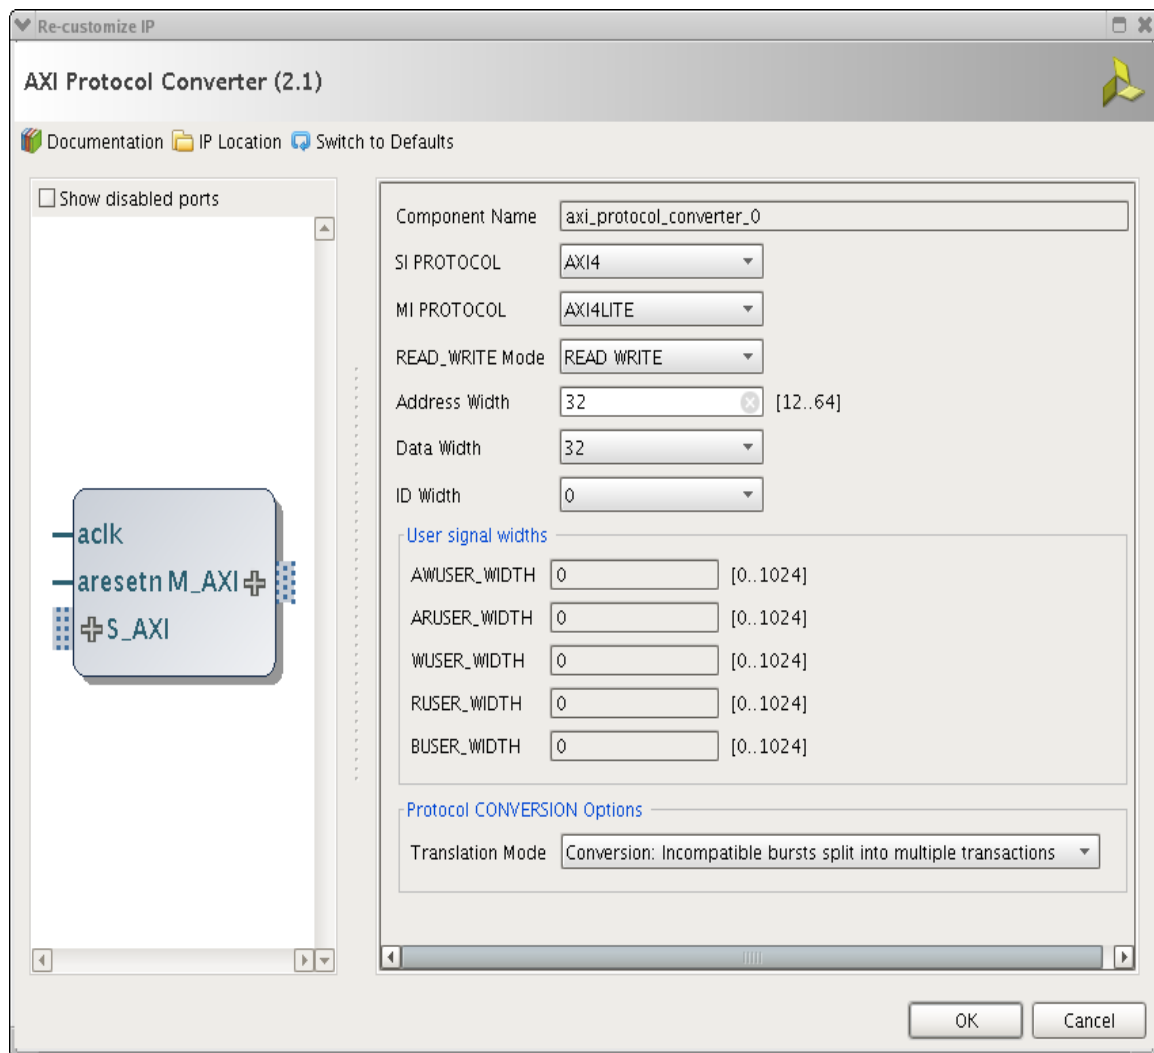 Re-customize IP
AXI Protocol Converter (2.1)
Documentation IP Location Switch to Defaults
Show disabled ports
aclk
aresetn M_AXI
S_AXI
Component Name axi_protocol_converter_0
SI PROTOCOL AXI4
MI PROTOCOL AXI4LITE
READ_WRITE Mode READ WRITE
Address Width 32 [12..64]
Data Width 32
ID Width 0
User signal widths
AWUSER_WIDTH 0 [0..1024]
ARUSER_WIDTH 0 [0..1024]
WUSER_WIDTH 0 [0..1024]
RUSER_WIDTH 0 [0..1024]
BUSER_WIDTH 0 [0..1024]
Protocol CONVERSION Options
Translation Mode Conversion: Incompatible bursts split into multiple transactions
OK Cancel